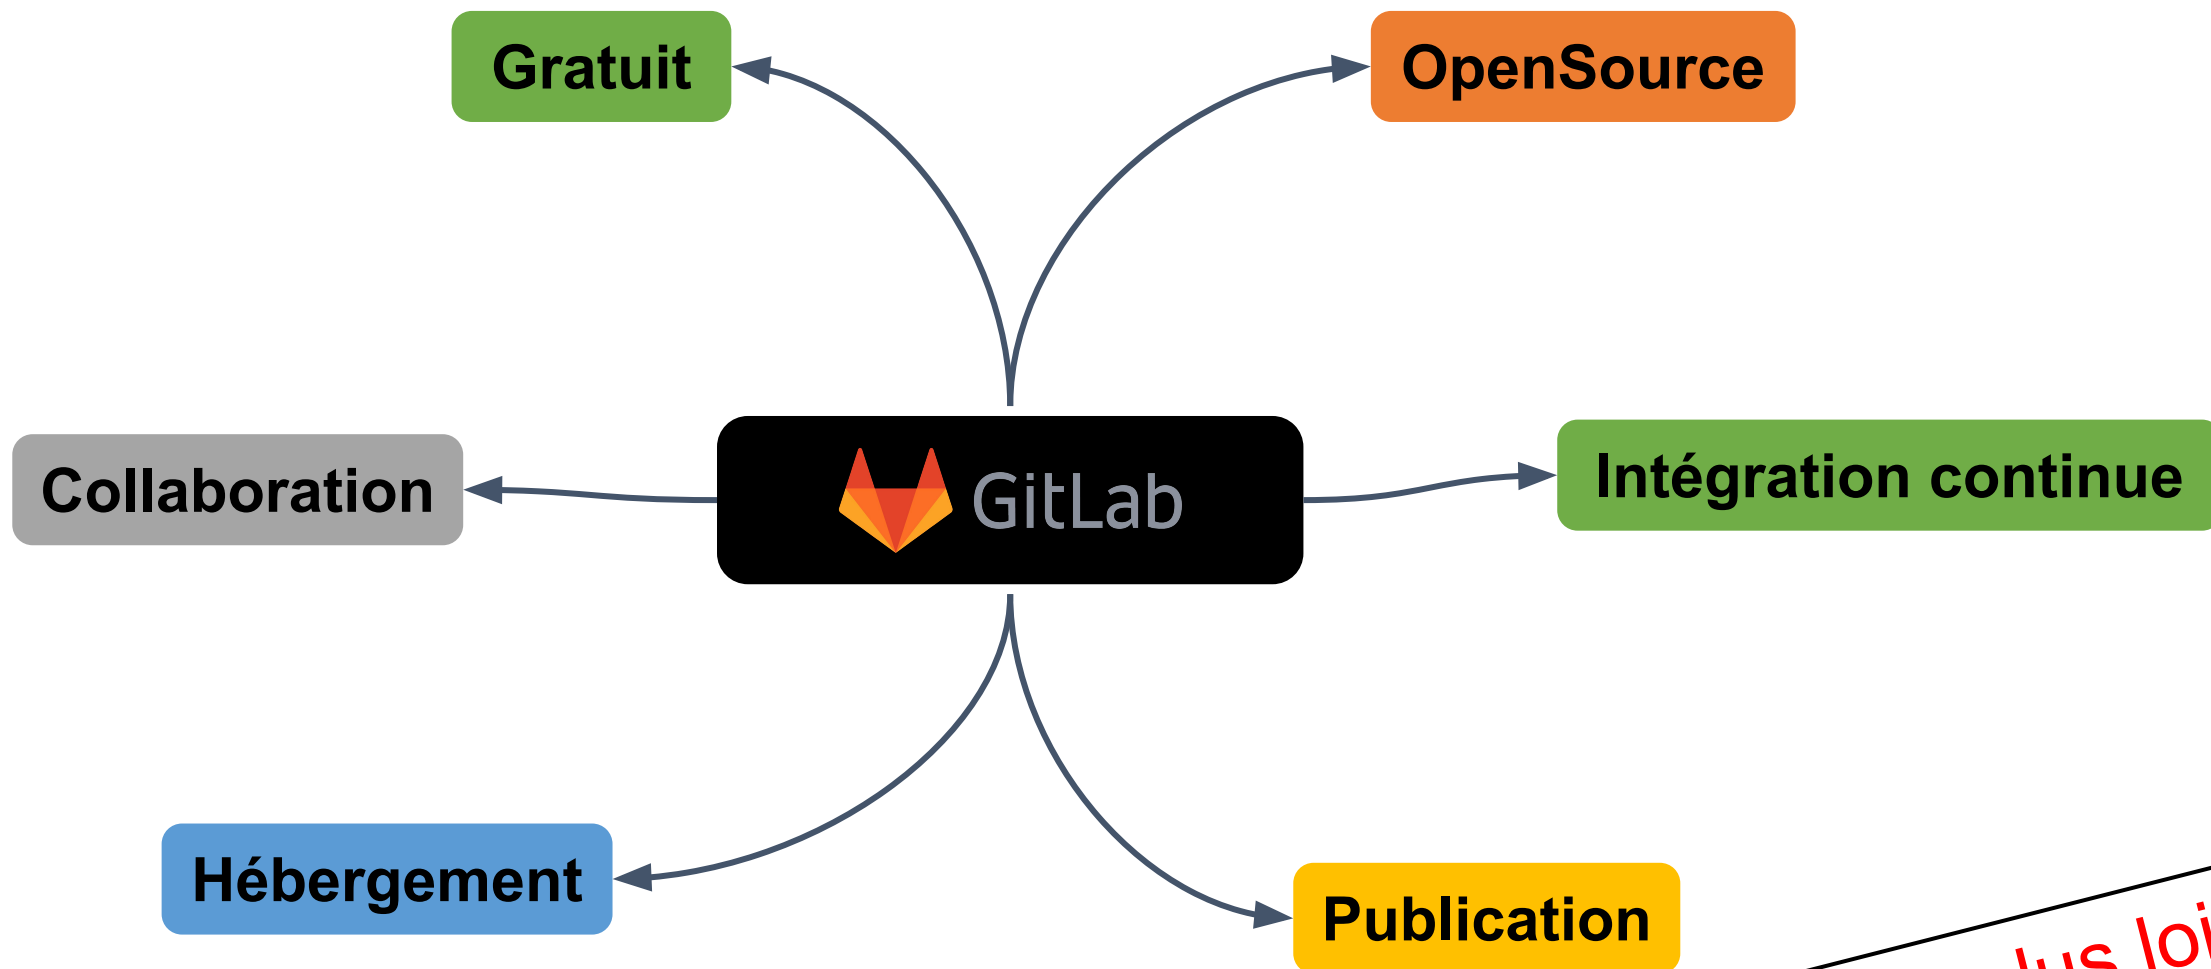 Gratuit
OpenSource
Collaboration
GitLab
Intégration continue
Hébergement
Publication